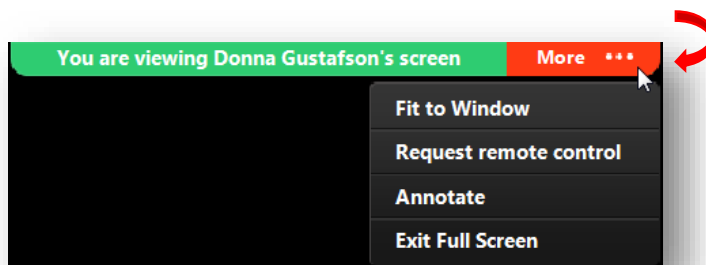 You are viewing Donna Gustafson's screen More •••
Fit to Window
Request remote control
Annotate
Exit Full Screen